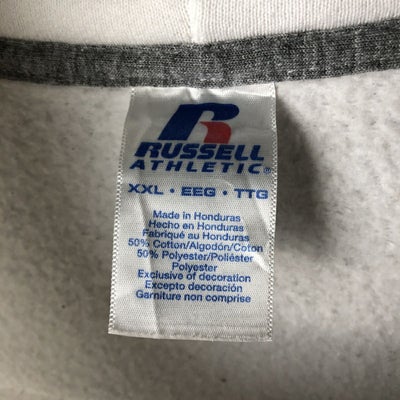 RUSSELL
ATHLETIC®
XXL • EEG • TTG
Made in Honduras
Hecho en Honduras
Fabriqué au Honduras
50% Cotton/Algodón/Coton
50% Polyester/Poliéster
Polyester
Exclusive of decoration
Excepto decoración
Garniture non comprise